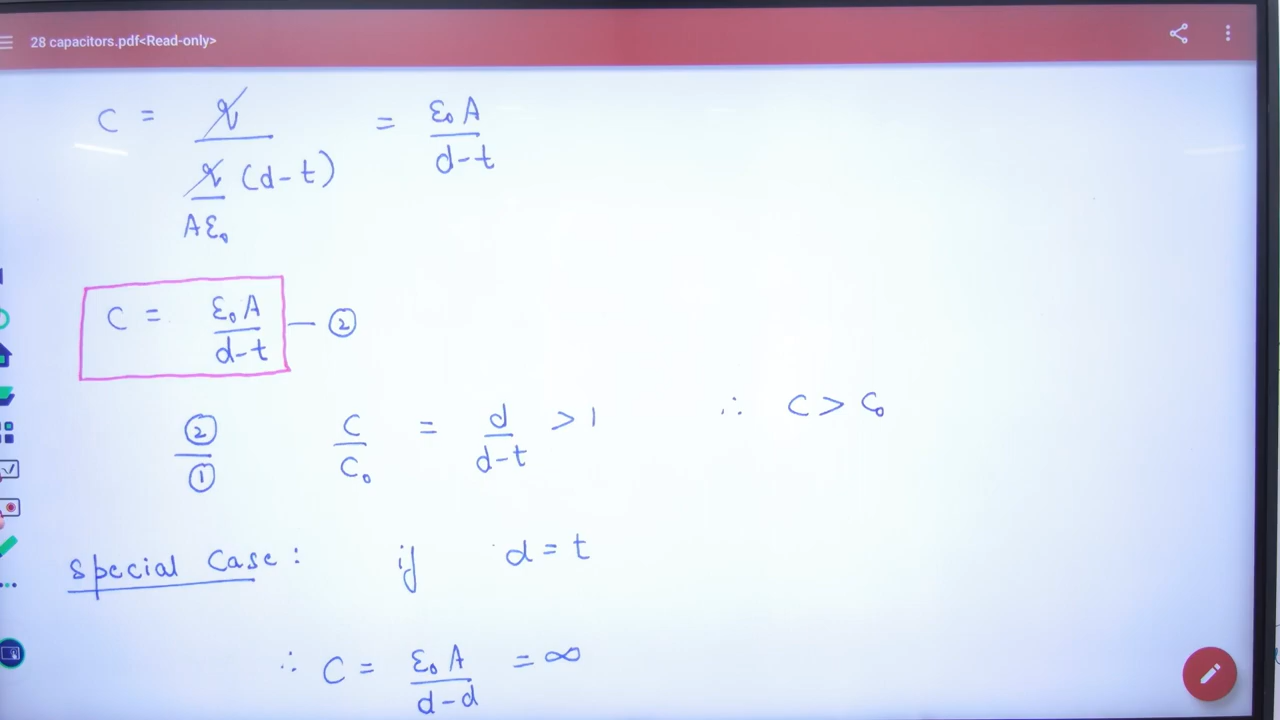 28 capacitors.pdf<Read-only>
C = q / (q/Aε₀ (d-t)) = ε₀A / (d-t)
C = ε₀A / (d-t) — ②
②/① C/C₀ = d/(d-t) > 1 ∴ C > C₀
Special Case: if d = t
∴ C = ε₀A / (d-d) = ∞